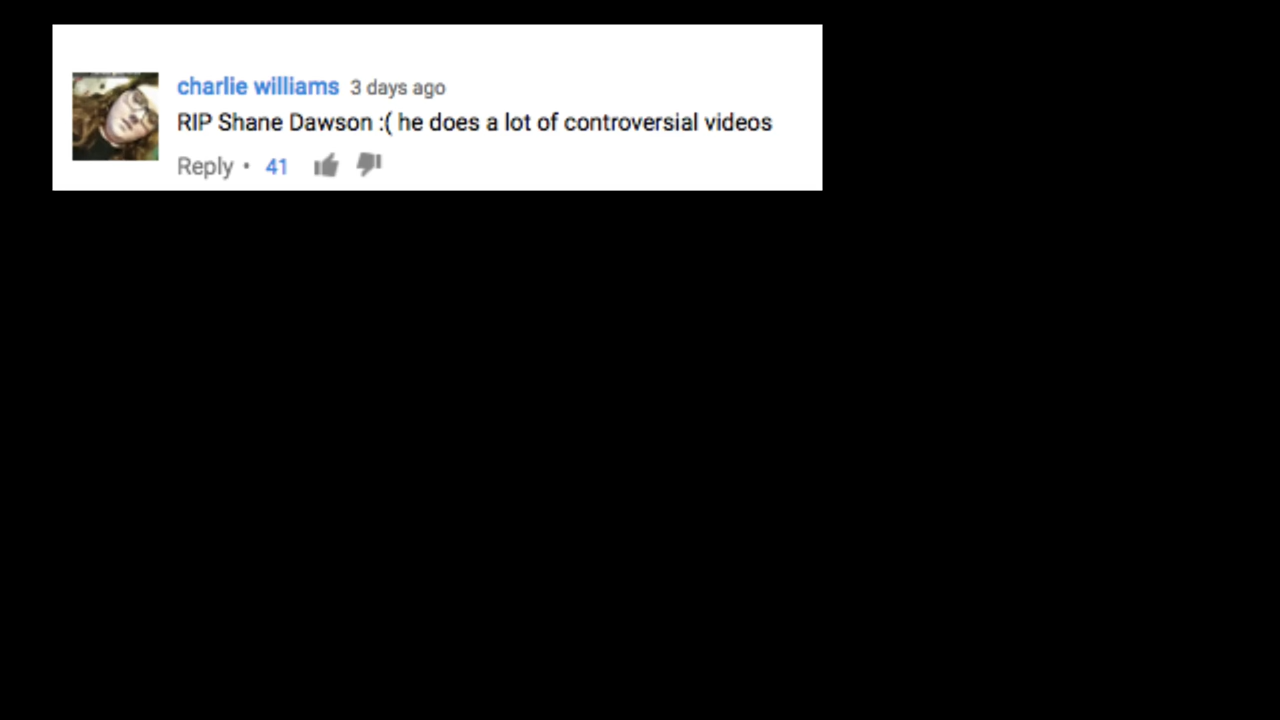 charlie williams 3 days ago
RIP Shane Dawson :( he does a lot of controversial videos
Reply • 41